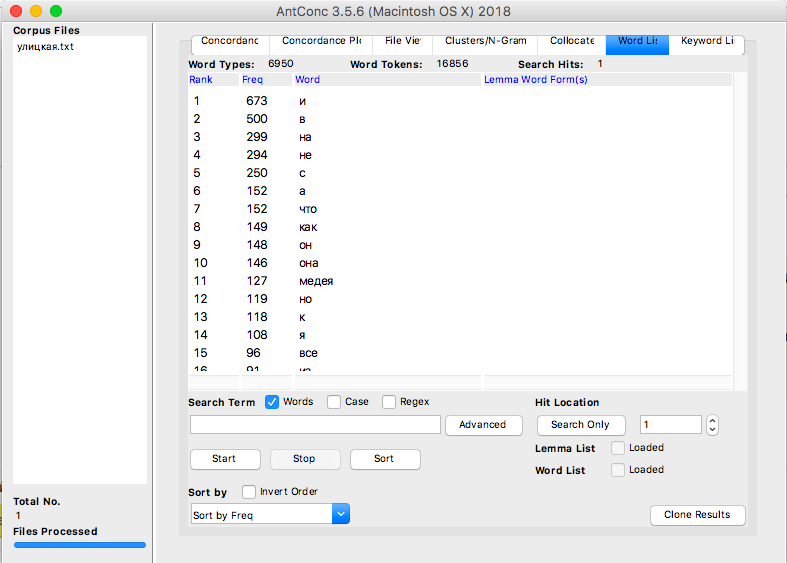 AntConc 3.5.6 (Macintosh OS X) 2018
Corpus Files
улицкая.txt
Concordanc Concordance Plo File Vie Clusters/N-Gram Collocate Word Lis Keyword Li
Word Types: 6950 Word Tokens: 16856 Search Hits: 1
Rank Freq Word Lemma Word Form(s)
1 673 и
2 500 в
3 299 на
4 294 не
5 250 с
6 152 а
7 152 что
8 149 как
9 148 он
10 146 она
11 127 медея
12 119 но
13 118 к
14 108 я
15 96 все
16 91 из
Search Term Words Case Regex Hit Location
Advanced Search Only 1
Start Stop Sort Lemma List Loaded
Word List Loaded
Sort by Invert Order
Sort by Freq Clone Results
Total No.
1
Files Processed